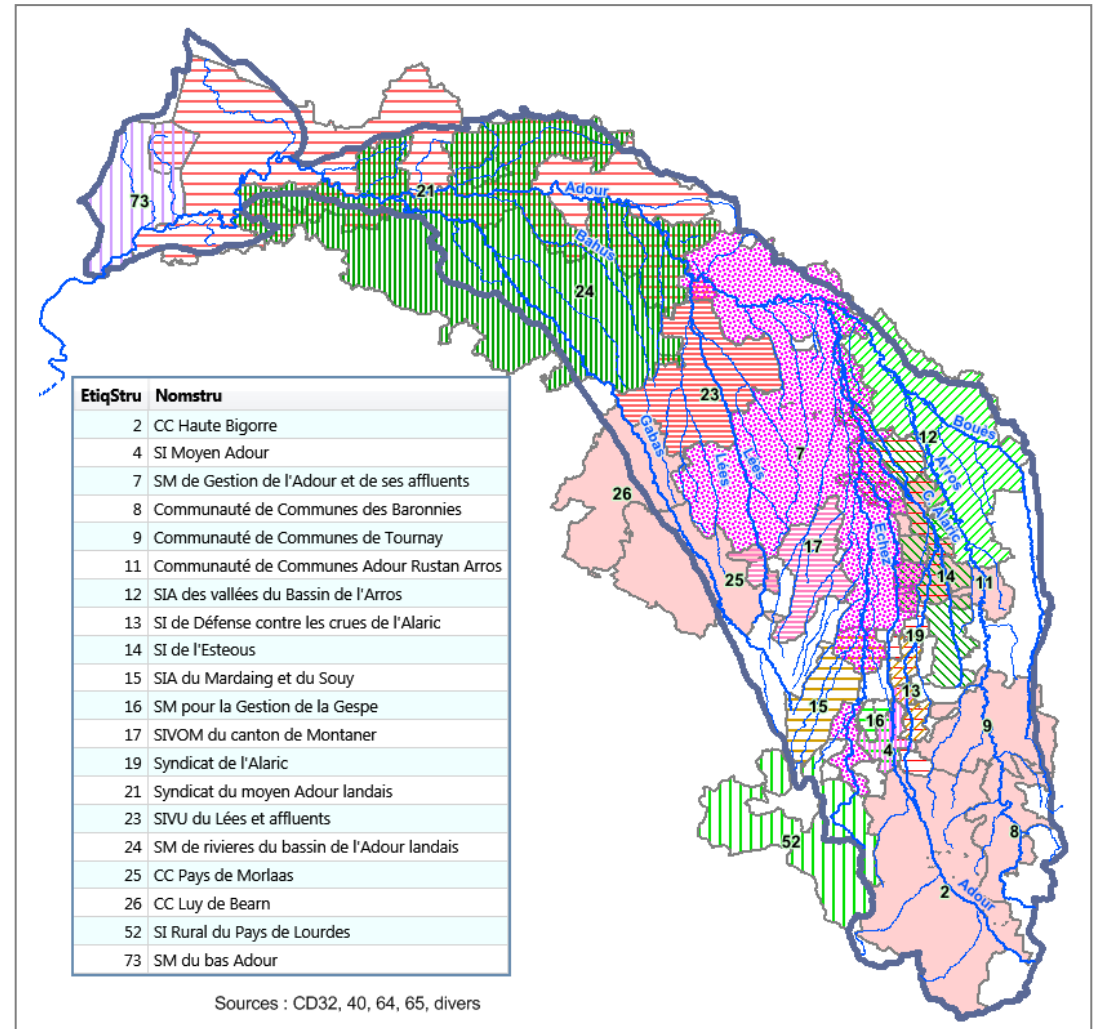 73
21
Adour
Bahus
24
23
Gabas
Lées
Lées
7
12
Boués
Arros
C. Alaric
Echez
26
25
17
14
11
19
13
15
16
4
9
52
8
2
Adour
EtiqStru Nomstru
2 CC Haute Bigorre
4 SI Moyen Adour
7 SM de Gestion de l'Adour et de ses affluents
8 Communauté de Communes des Baronnies
9 Communauté de Communes de Tournay
11 Communauté de Communes Adour Rustan Arros
12 SIA des vallées du Bassin de l'Arros
13 SI de Défense contre les crues de l'Alaric
14 SI de l'Esteous
15 SIA du Mardaing et du Souy
16 SM pour la Gestion de la Gespe
17 SIVOM du canton de Montaner
19 Syndicat de l'Alaric
21 Syndicat du moyen Adour landais
23 SIVU du Lées et affluents
24 SM de rivieres du bassin de l'Adour landais
25 CC Pays de Morlaas
26 CC Luy de Bearn
52 SI Rural du Pays de Lourdes
73 SM du bas Adour
Sources : CD32, 40, 64, 65, divers